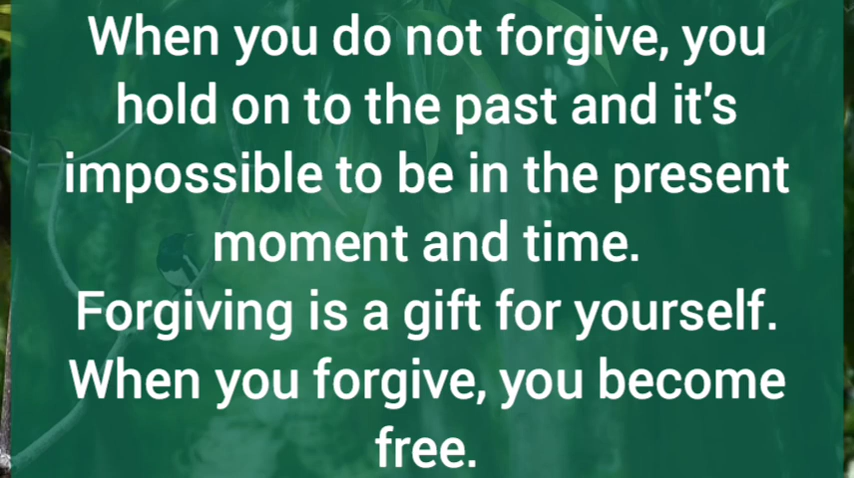 When you do not forgive, you
hold on to the past and it's
impossible to be in the present
moment and time.
Forgiving is a gift for yourself.
When you forgive, you become
free.